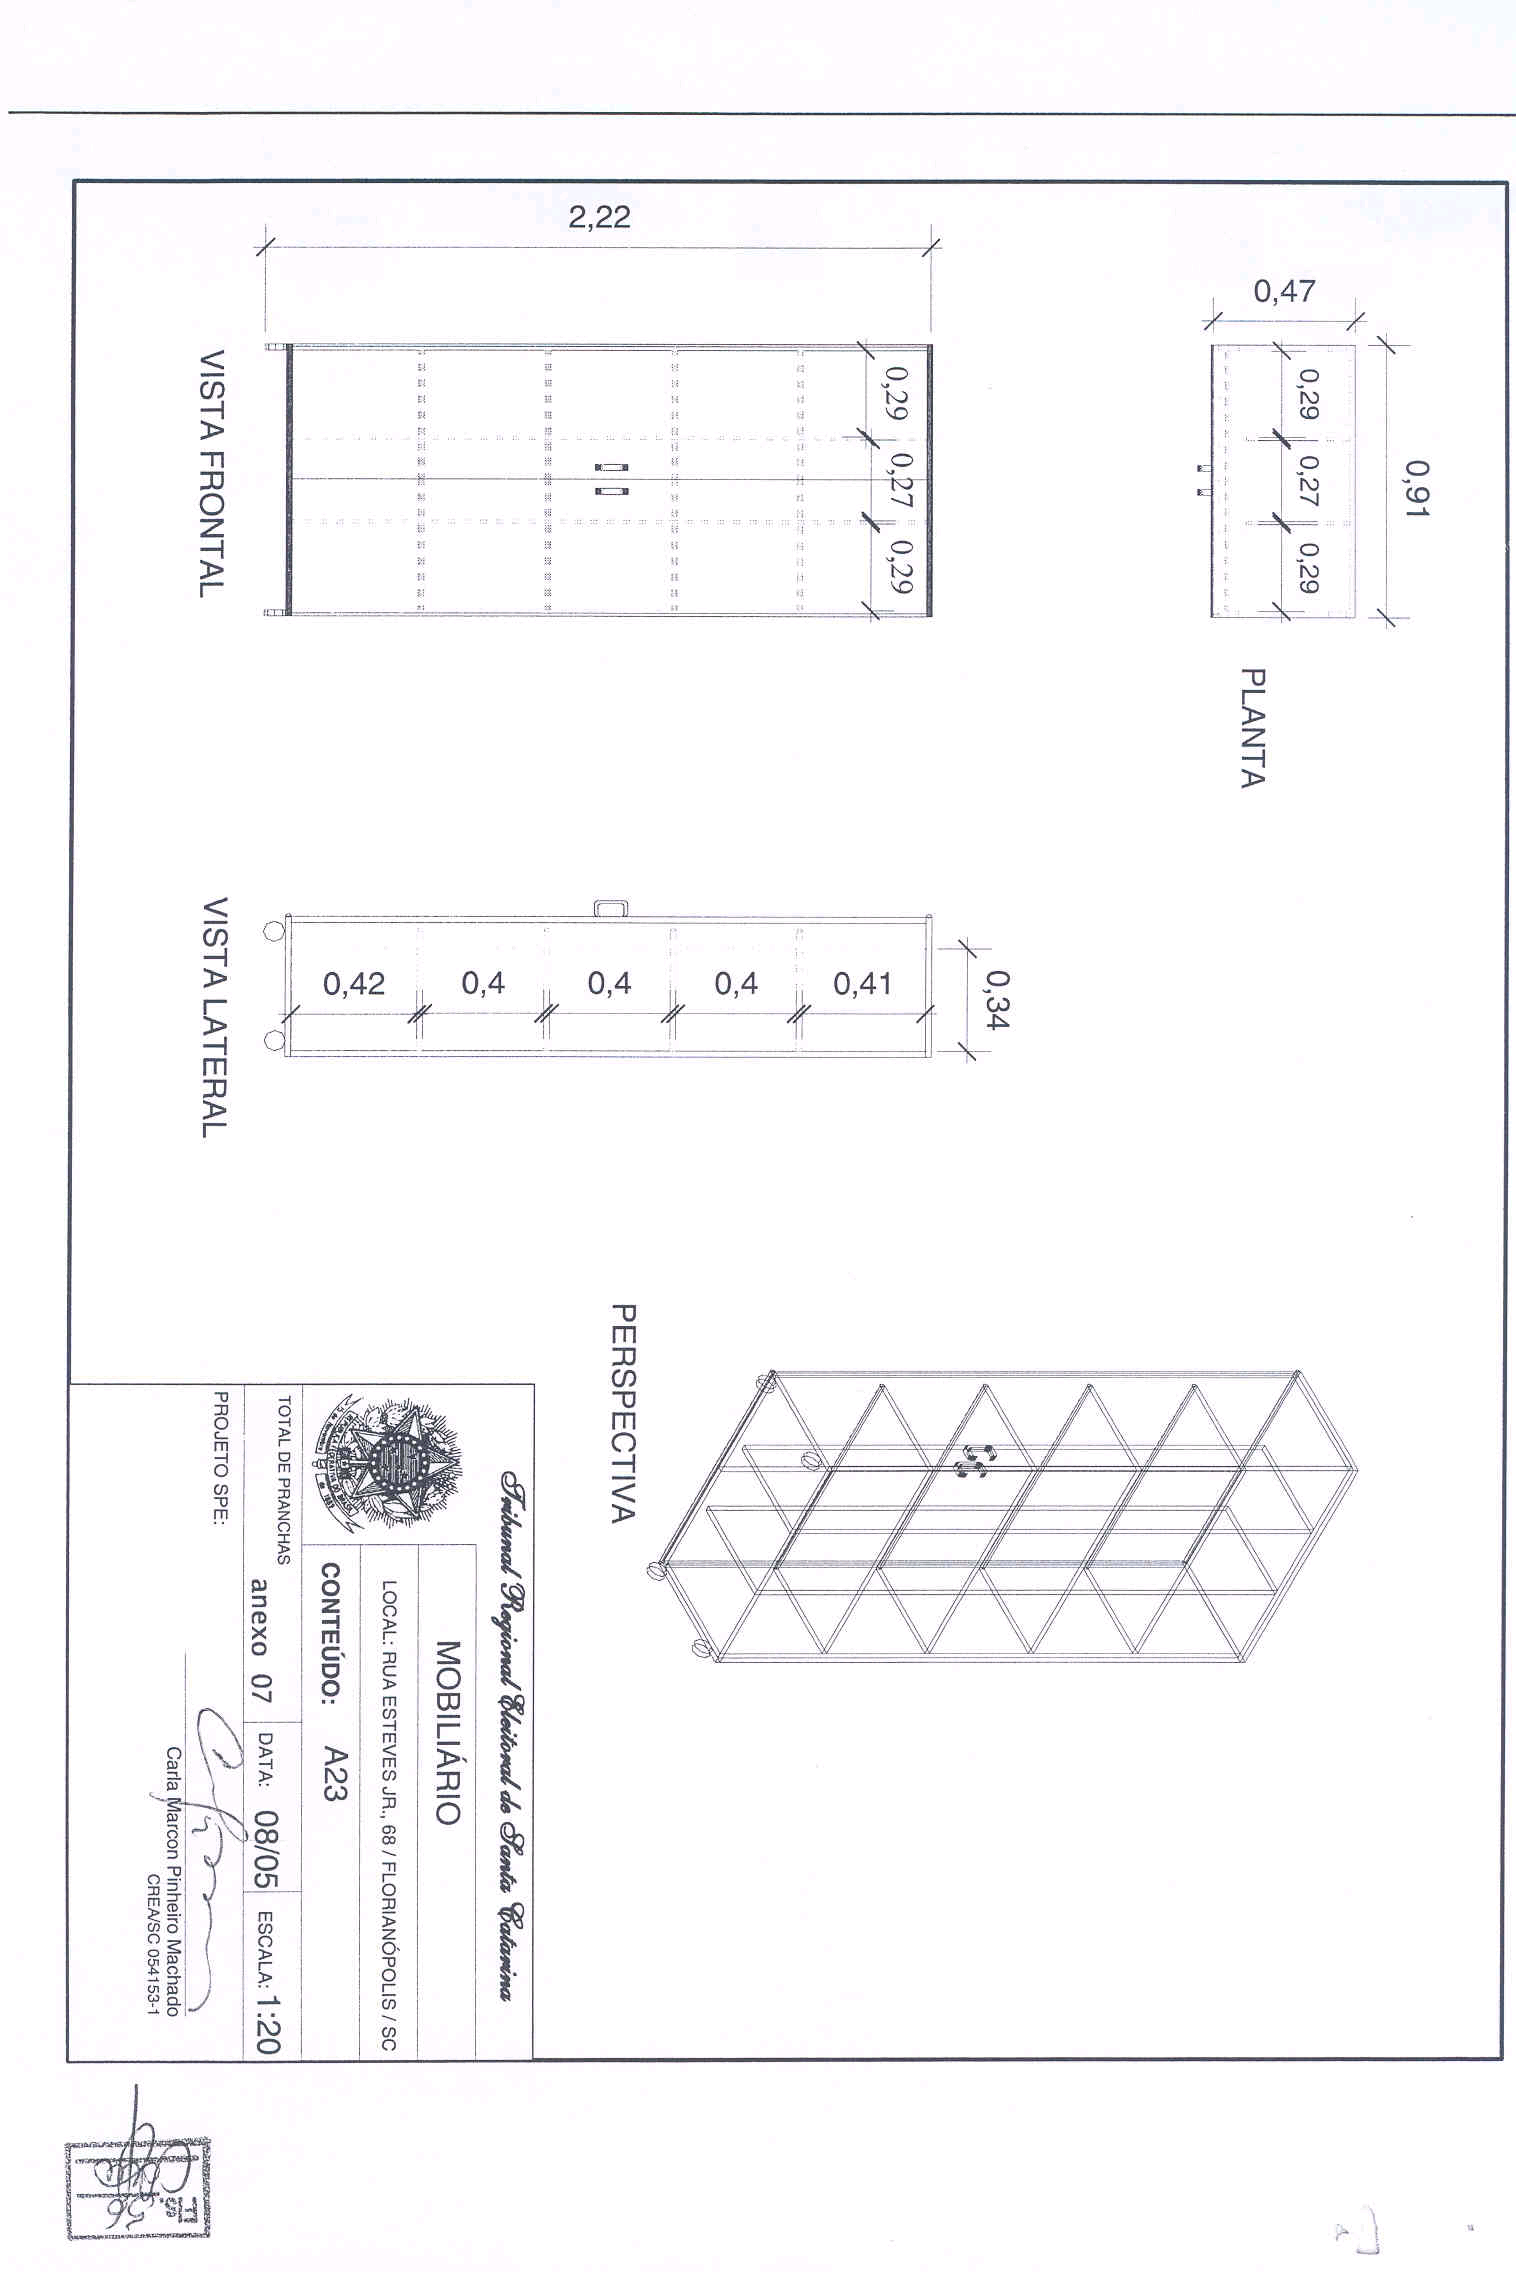 2,22
0,29
0,27
0,29
VISTA FRONTAL
0,47
0,91
0,29
0,27
0,29
PLANTA
0,42
0,4
0,4
0,4
0,41
0,34
VISTA LATERAL
PERSPECTIVA
Tribunal Regional Eleitoral de Santa Catarina
MOBILIÁRIO
LOCAL: RUA ESTEVES JR., 68 / FLORIANÓPOLIS / SC
CONTEÚDO: A23
TOTAL DE PRANCHAS
anexo 07
DATA: 08/05
ESCALA: 1:20
PROJETO SPE:
Carla Marcon Pinheiro Machado
CREA/SC 054153-1